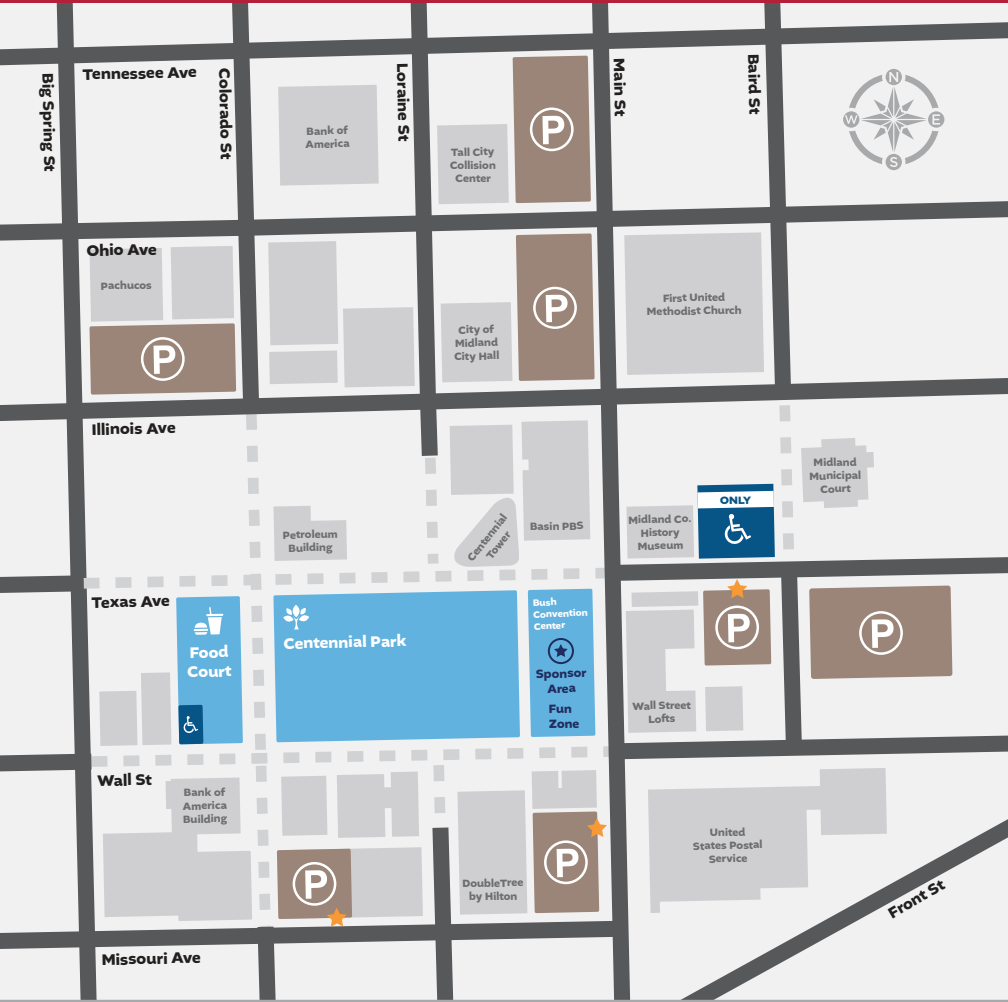 Big Spring St
Tennessee Ave
Colorado St
Loraine St
Main St
Baird St
N
W
E
S
Bank of
America
Tall City
Collision
Center
P
Ohio Ave
Pachucos
P
City of
Midland
City Hall
P
First United
Methodist Church
Illinois Ave
Petroleum
Building
Centennial
Tower
Basin PBS
Midland Co.
History
Museum
ONLY
Midland
Municipal
Court
Texas Ave
Food
Court
Centennial Park
Bush
Convention
Center
Sponsor
Area
Fun
Zone
P
P
Wall Street
Lofts
Wall St
Bank of
America
Building
P
DoubleTree
by Hilton
P
United
States Postal
Service
Front St
Missouri Ave